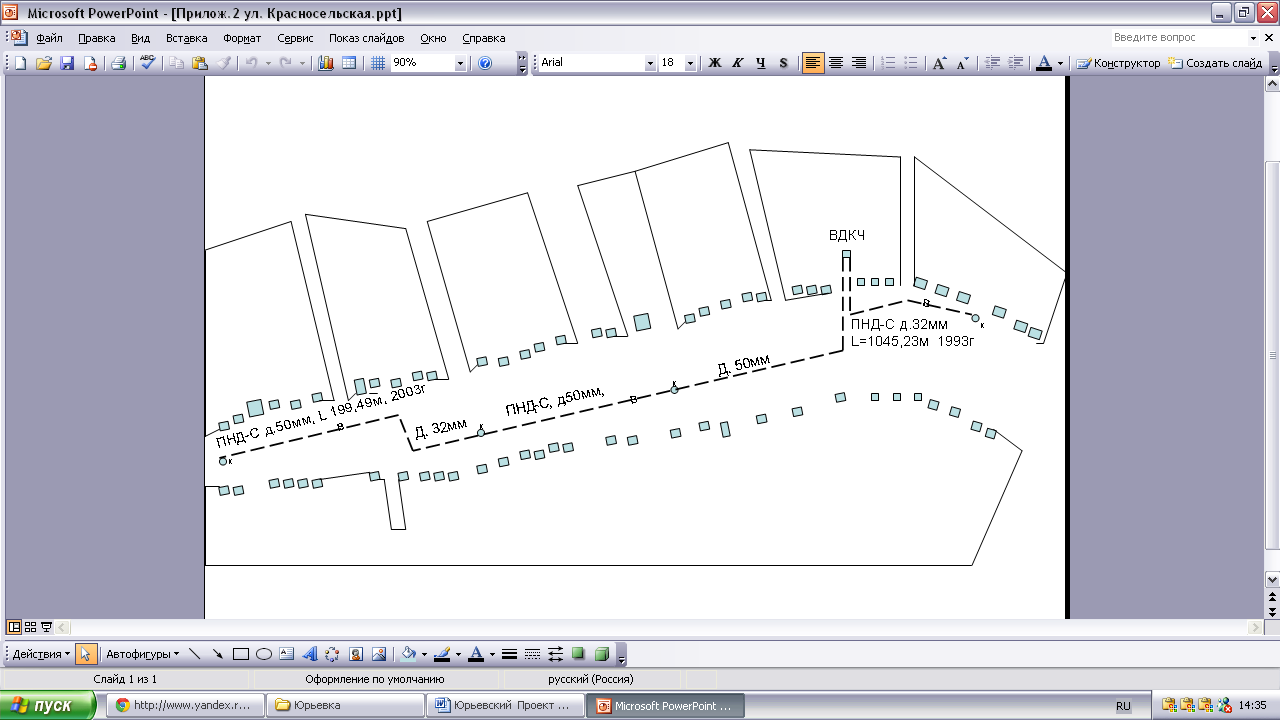 Microsoft PowerPoint - [Прилож. 2 ул. Красносельская.ppt]
Файл Правка Вид Вставка Формат Сервис Показ слайдов Окно Справка Введите вопрос
90% Arial 18 Ж К Ч S А А А Конструктор Создать слайд
ВДКЧ
В
к
ПНД-С д.32мм
L=1045,23м 1993г
Д. 50мм
к
ПНД-С, д50мм,
В
ПНД-С д.50мм, L 199,49м, 2003г
В
Д. 32мм
к
к
Действия Автофигуры А
Слайд 1 из 1 Оформление по умолчанию русский (Россия)
пуск http://www.yandex.r... Юрьевка Юрьевский Проект ... Microsoft PowerPoint ... RU 14:35